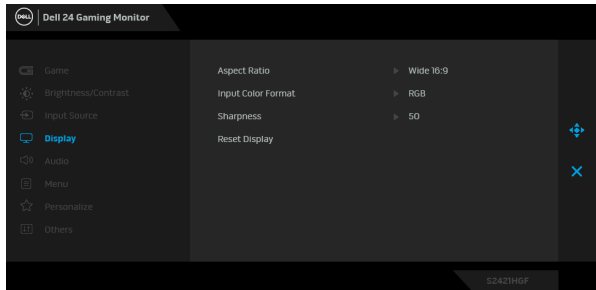 DELL Dell 24 Gaming Monitor
Game
Brightness/Contrast
Input Source
Display
Audio
Menu
Personalize
Others
Aspect Ratio Wide 16:9
Input Color Format RGB
Sharpness 50
Reset Display
S2421HGF